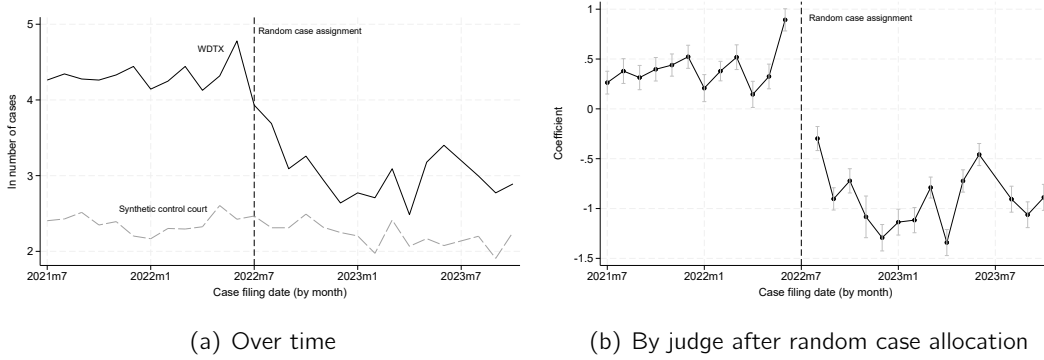 5
4
3
2
ln number of cases
WDTX
Random case assignment
Synthetic control court
2021m7
2022m1
2022m7
2023m1
2023m7
Case filing date (by month)
(a) Over time
1
.5
0
-.5
-1
-1.5
Coefficient
Random case assignment
2021m7
2022m1
2022m7
2023m1
2023m7
Case filing date (by month)
(b) By judge after random case allocation